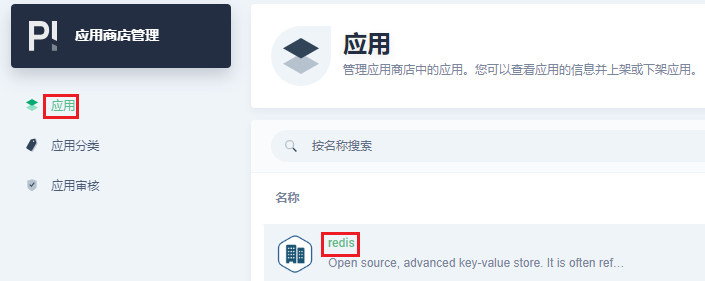 应用商店管理
应用
应用分类
应用审核
应用
管理应用商店中的应用。您可以查看应用的信息并上架或下架应用。
按名称搜索
名称
redis
Open source, advanced key-value store. It is often ref...